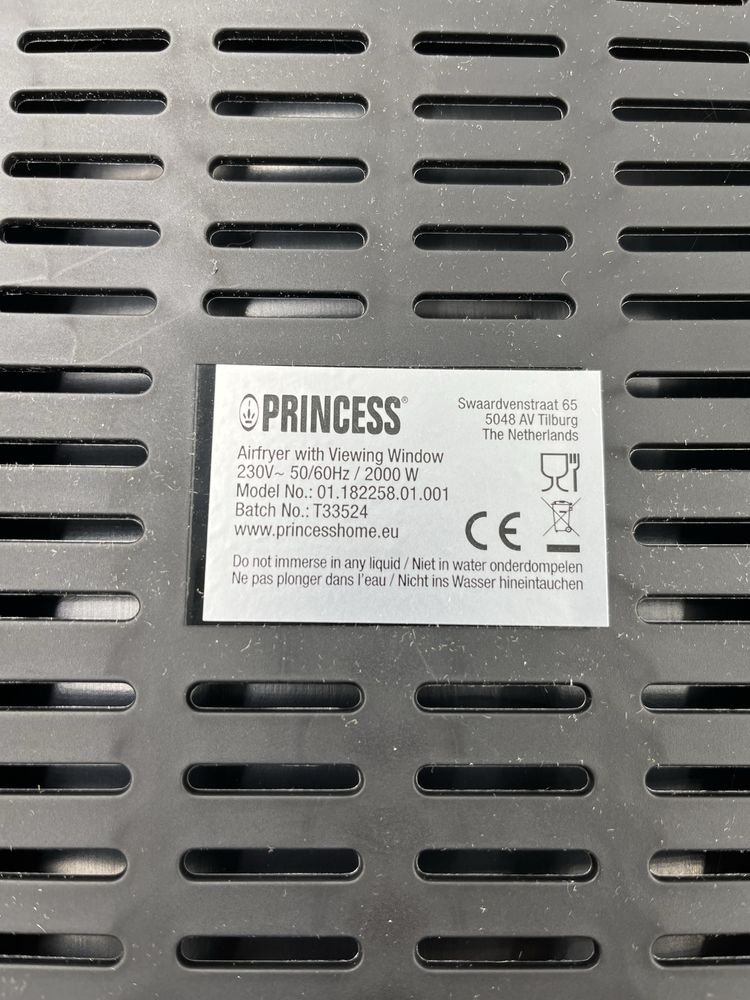 PRINCESS®
Swaardvenstraat 65
5048 AV Tilburg
The Netherlands
Airfryer with Viewing Window
230V~ 50/60Hz / 2000 W
Model No.: 01.182258.01.001
Batch No.: T33524
www.princesshome.eu
CE
Do not immerse in any liquid / Niet in water onderdompelen
Ne pas plonger dans l'eau / Nicht ins Wasser hineintauchen